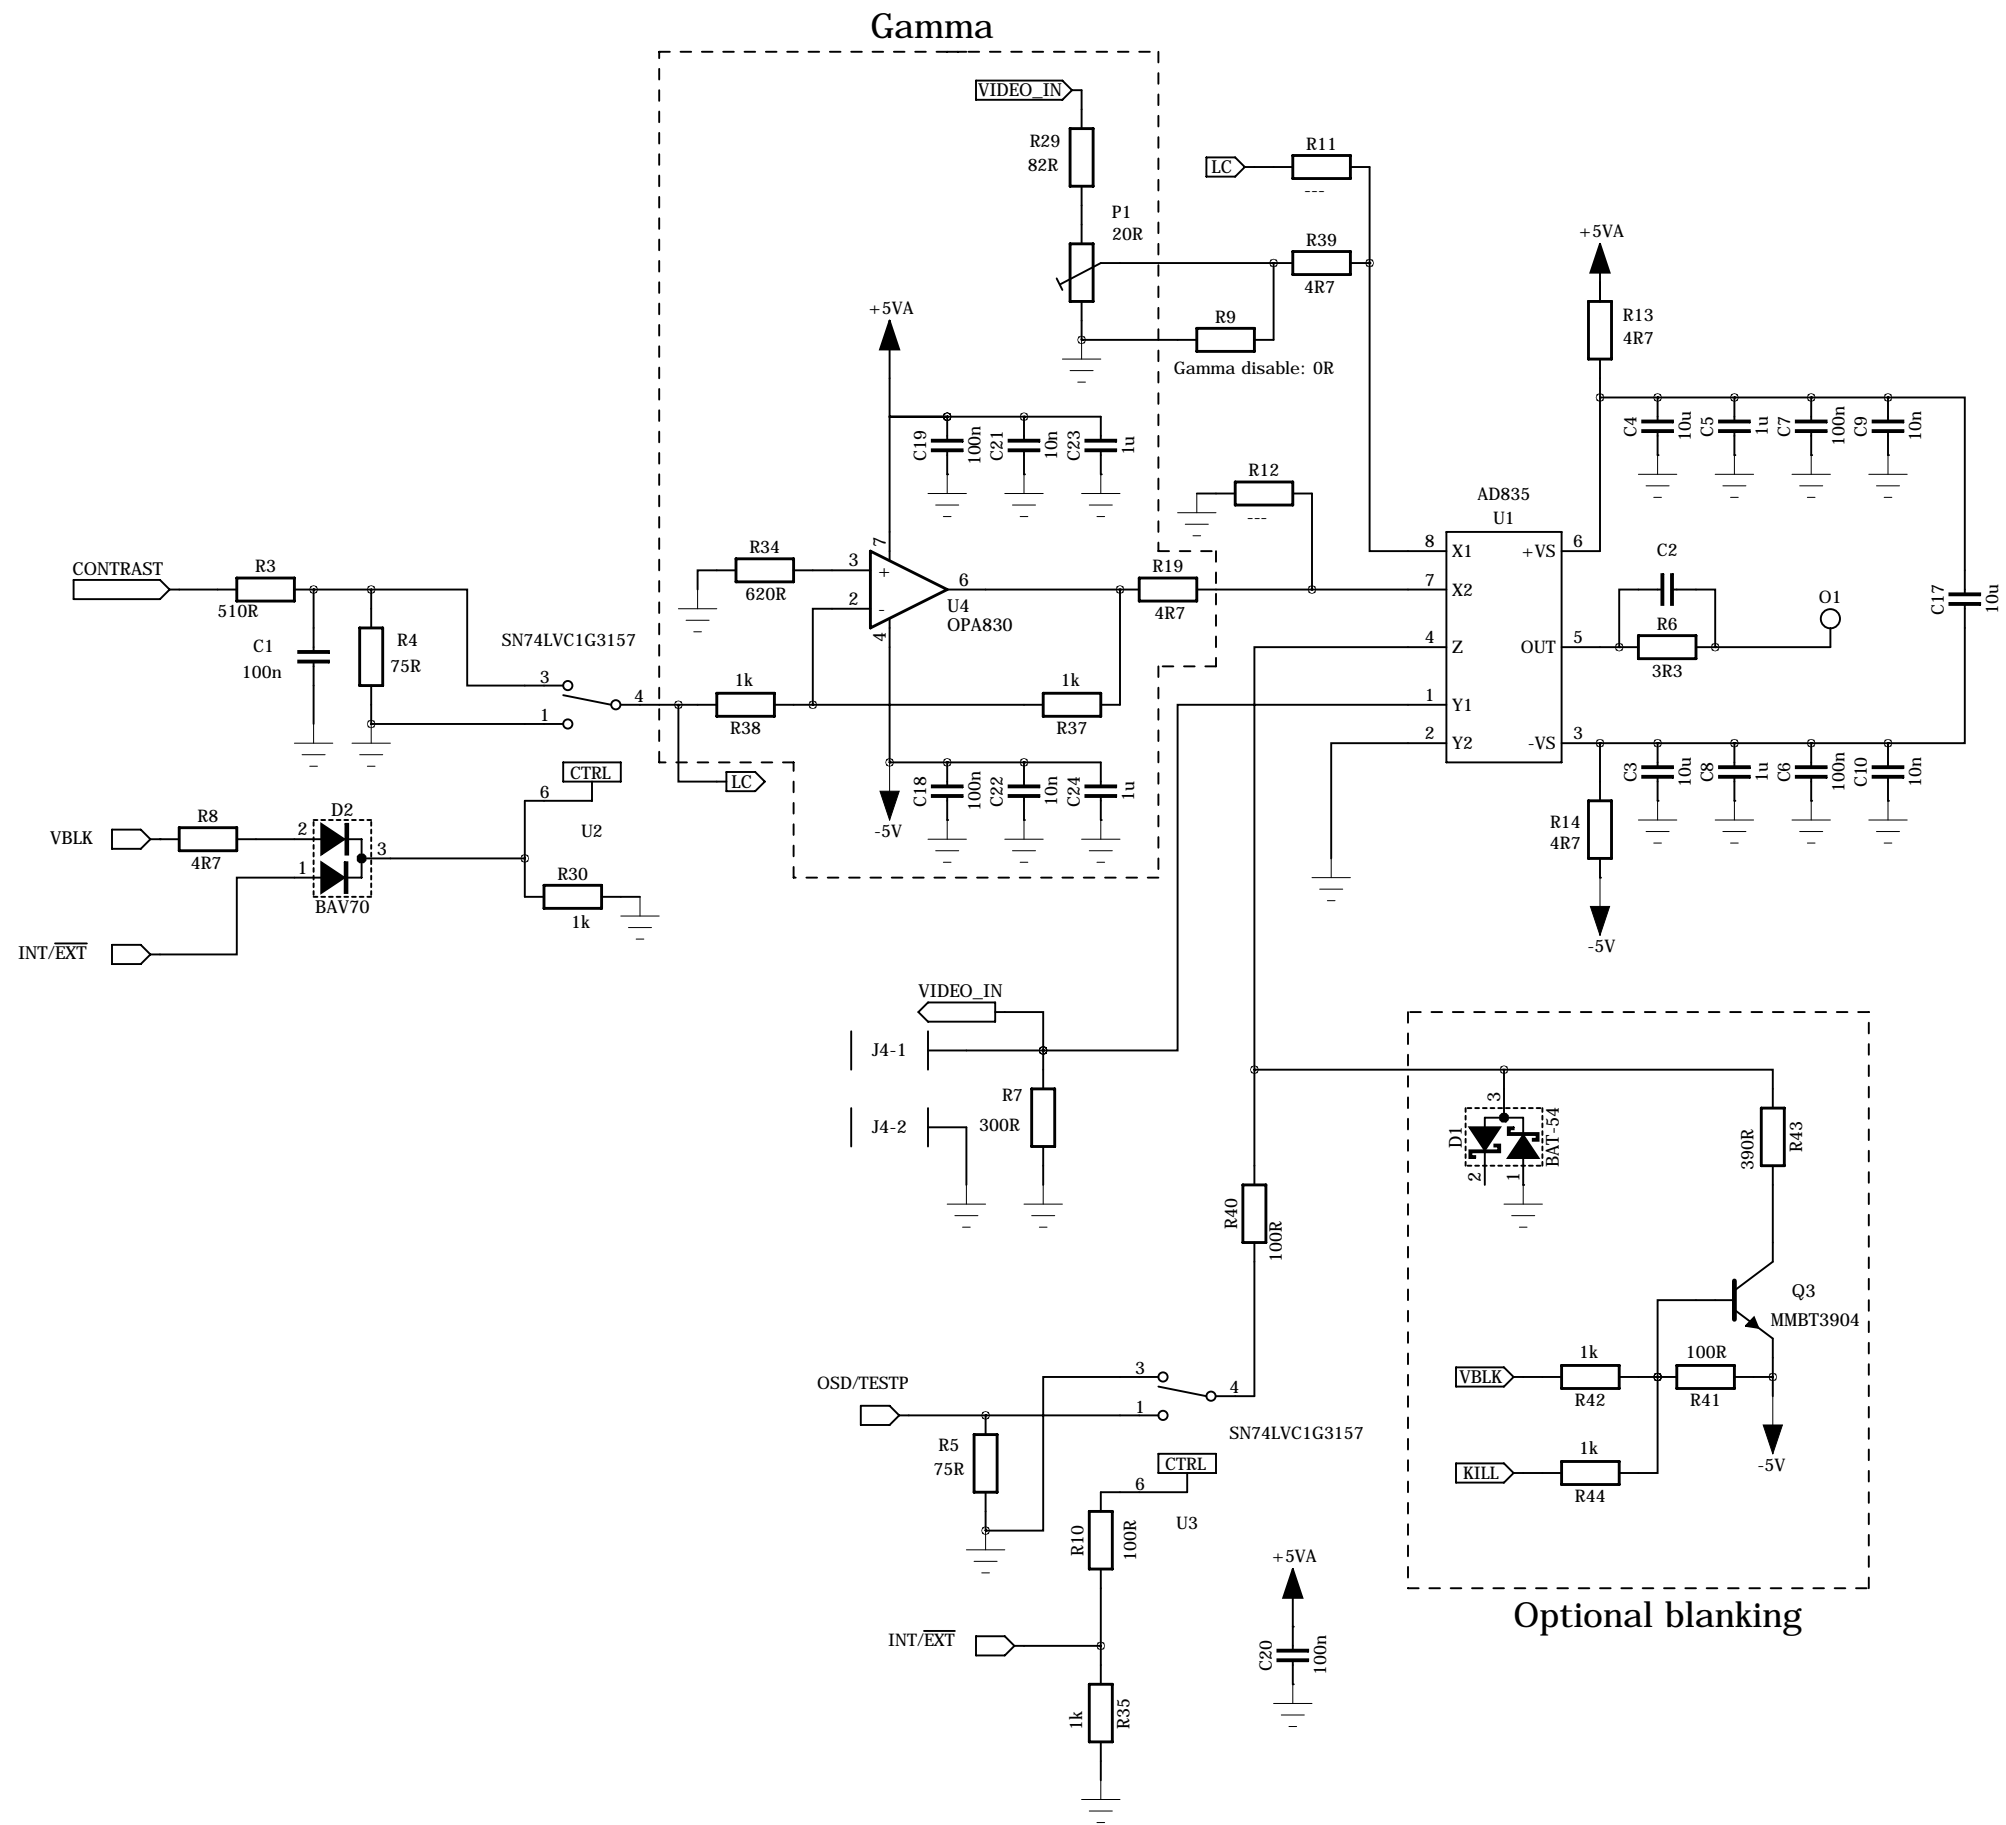 Gamma
VIDEO_IN
R29
82R
P1
20R
LC
R11
---
R39
4R7
R9
Gamma disable: 0R
+5VA
+5VA
R13
4R7
C19
100n
C21
10n
C23
1u
C4
10u
C5
1u
C7
100n
C9
10n
R12
---
AD835
U1
8
X1
+VS
6
7
X2
4
Z
OUT
5
1
Y1
2
Y2
-VS
3
C2
R6
3R3
O1
C17
10u
CONTRAST
R3
510R
C1
100n
R4
75R
SN74LVC1G3157
3
1
4
R34
620R
3
+
2
-
7
4
6
U4
OPA830
R19
4R7
1k
R38
1k
R37
LC
-5V
C18
100n
C22
10n
C24
1u
C3
10u
C8
1u
C6
100n
C10
10n
R14
4R7
-5V
CTRL
6
U2
VBLK
R8
4R7
D2
2
1
3
BAV70
R30
1k
INT/EXT
VIDEO_IN
J4-1
J4-2
R7
300R
R40
100R
D1
3
2
1
BAT-54
390R
R43
Q3
MMBT3904
VBLK
1k
R42
100R
R41
KILL
1k
R44
-5V
Optional blanking
OSD/TESTP
3
1
4
SN74LVC1G3157
R5
75R
CTRL
6
U3
R10
100R
INT/EXT
1k
R35
+5VA
C20
100n